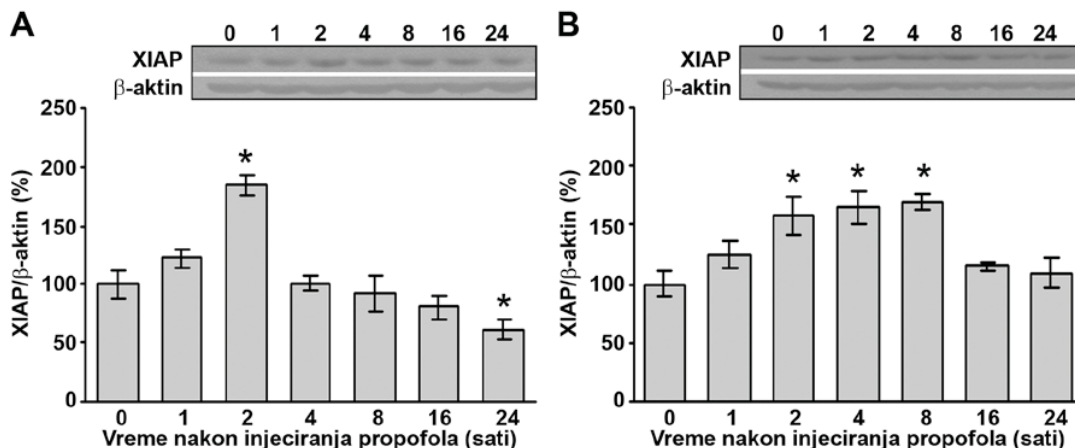 A
0 1 2 4 8 16 24
XIAP
β-aktin
XIAP/β-aktin (%)
250
200
150
100
50
0
*
*
0 1 2 4 8 16 24
Vreme nakon injeciranja propofola (sati)
B
0 1 2 4 8 16 24
XIAP
β-aktin
XIAP/β-aktin (%)
250
200
150
100
50
0
* * *
0 1 2 4 8 16 24
Vreme nakon injeciranja propofola (sati)